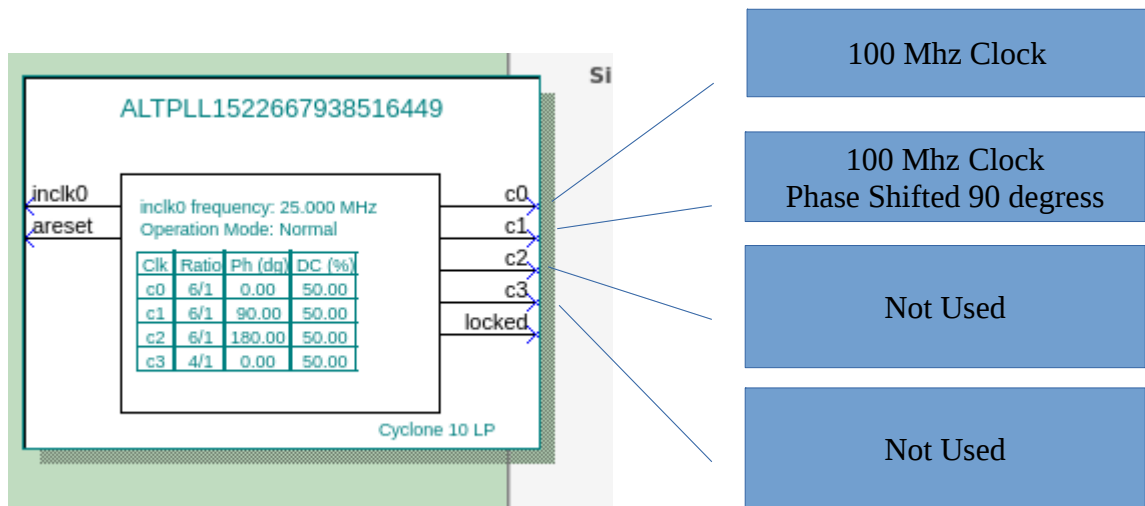 Si
ALTPLL1522667938516449
inclk0
areset
inclk0 frequency: 25.000 MHz
Operation Mode: Normal
Clk Ratio Ph (dg) DC (%)
c0 6/1 0.00 50.00
c1 6/1 90.00 50.00
c2 6/1 180.00 50.00
c3 4/1 0.00 50.00
c0
c1
c2
c3
locked
Cyclone 10 LP
100 Mhz Clock
100 Mhz Clock
Phase Shifted 90 degress
Not Used
Not Used